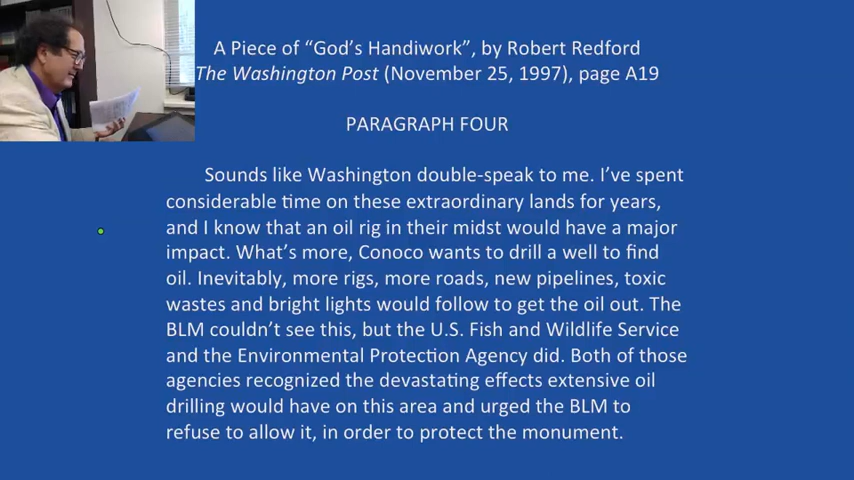 A Piece of “God’s Handiwork”, by Robert Redford
The Washington Post (November 25, 1997), page A19
PARAGRAPH FOUR
Sounds like Washington double-speak to me. I’ve spent
considerable time on these extraordinary lands for years,
and I know that an oil rig in their midst would have a major
impact. What’s more, Conoco wants to drill a well to find
oil. Inevitably, more rigs, more roads, new pipelines, toxic
wastes and bright lights would follow to get the oil out. The
BLM couldn’t see this, but the U.S. Fish and Wildlife Service
and the Environmental Protection Agency did. Both of those
agencies recognized the devastating effects extensive oil
drilling would have on this area and urged the BLM to
refuse to allow it, in order to protect the monument.